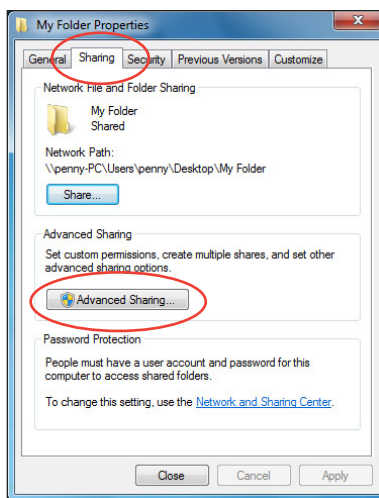 My Folder Properties
General Sharing Security Previous Versions Customize
Network File and Folder Sharing
My Folder
Shared
Network Path:
\\penny-PC\Users\penny\Desktop\My Folder
Share...
Advanced Sharing
Set custom permissions, create multiple shares, and set other
advanced sharing options.
Advanced Sharing...
Password Protection
People must have a user account and password for this
computer to access shared folders.
To change this setting, use the Network and Sharing Center.
Close Cancel Apply